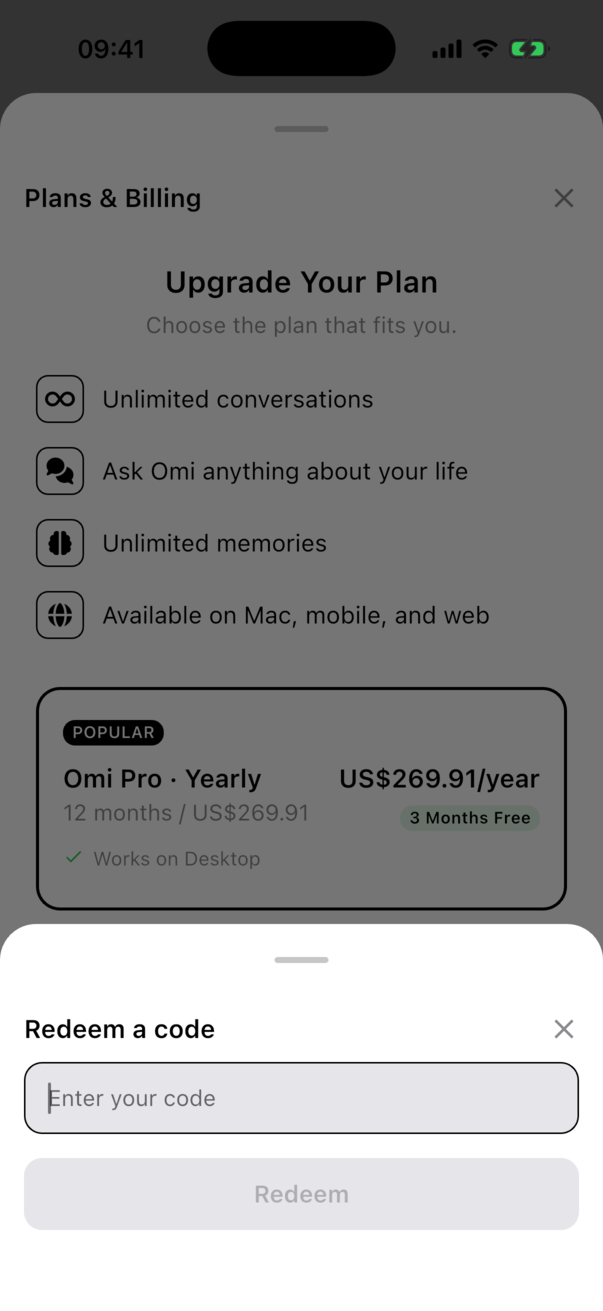 09:41
Plans & Billing
Upgrade Your Plan
Choose the plan that fits you.
Unlimited conversations
Ask Omi anything about your life
Unlimited memories
Available on Mac, mobile, and web
POPULAR
Omi Pro · Yearly
US$269.91/year
12 months / US$269.91
3 Months Free
Works on Desktop
Redeem a code
Enter your code
Redeem